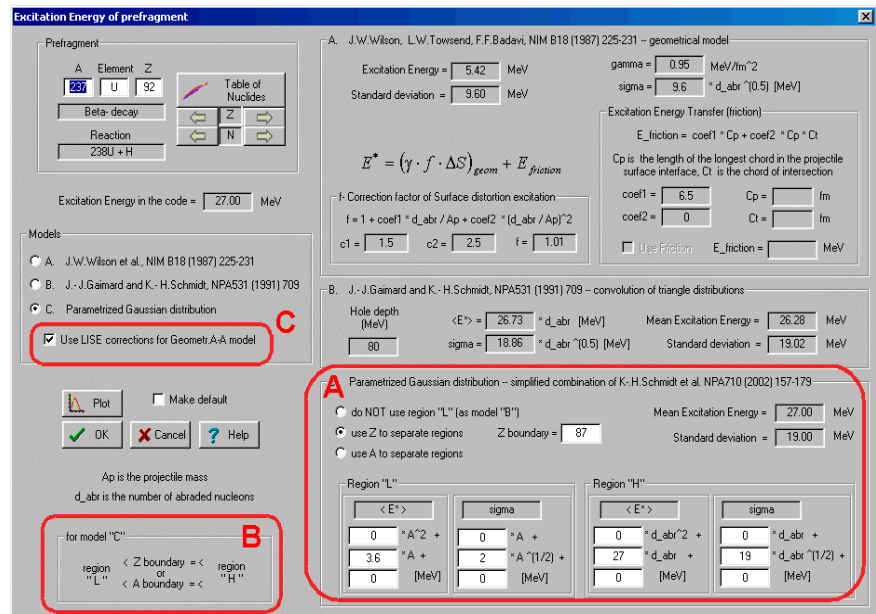 Excitation Energy of prefragment
Prefragment
A Element Z
237 U 92
Beta- decay
Reaction
238U + H
Table of
Nuclides
Z
N
Excitation Energy in the code = 27.00 MeV
Models
A. J.W.Wilson et al., NIM B18 (1987) 225-231
B. J.-J.Gaimard and K.-H.Schmidt, NPA531 (1991) 709
C. Parametrized Gaussian distribution
C
Use LISE corrections for Geometr.A-A model
Plot
Make default
OK
Cancel
Help
Ap is the projectile mass
d_abr is the number of abraded nucleons
for model "C"
B
region "L" < Z boundary =< region "H"
or
< A boundary =<
A. J.W.Wilson, L.W.Towsend, F.F.Badavi, NIM B18 (1987) 225-231 -- geometrical model
Excitation Energy = 5.42 MeV
Standard deviation = 9.60 MeV
gamma = 0.95 MeV/fm^2
sigma = 9.6 * d_abr ^(0.5) [MeV]
E* = (γ · f · ΔS)geom + E friction
f- Correction factor of Surface distortion excitation
f = 1 + coef1 * d_abr / Ap + coef2 * (d_abr / Ap)^2
c1 = 1.5 c2 = 2.5 f = 1.01
Excitation Energy Transfer (friction)
E_friction = coef1 * Cp + coef2 * Cp * Ct
Cp is the length of the longest chord in the projectile
surface interface, Ct is the chord of intersection
coef1 = 6.5 Cp = fm
coef2 = 0 Ct = fm
Use Friction E_friction = MeV
B. J.-J.Gaimard and K.-H.Schmidt, NPA531 (1991) 709 -- convolution of triangle distributions
Hole depth
(MeV)
80
<E*> = 26.73 * d_abr [MeV]
sigma = 18.86 * d_abr ^(0.5) [MeV]
Mean Excitation Energy = 26.28 MeV
Standard deviation = 19.02 MeV
A
Parametrized Gaussian distribution -- simplified combination of K-.H.Schmidt et al. NPA710 (2002) 157-179
do NOT use region "L" (as model "B")
use Z to separate regions
use A to separate regions
Z boundary = 87
Mean Excitation Energy = 27.00 MeV
Standard deviation = 19.00 MeV
Region "L"
< E* > sigma
0 *A^2 + 0 *A +
3.6 *A + 2 *A ^(1/2) +
0 [MeV] 0 [MeV]
Region "H"
< E* > sigma
0 * d_abr^2 + 0 * d_abr +
27 * d_abr + 19 * d_abr ^(1/2) +
0 [MeV] 0 [MeV]